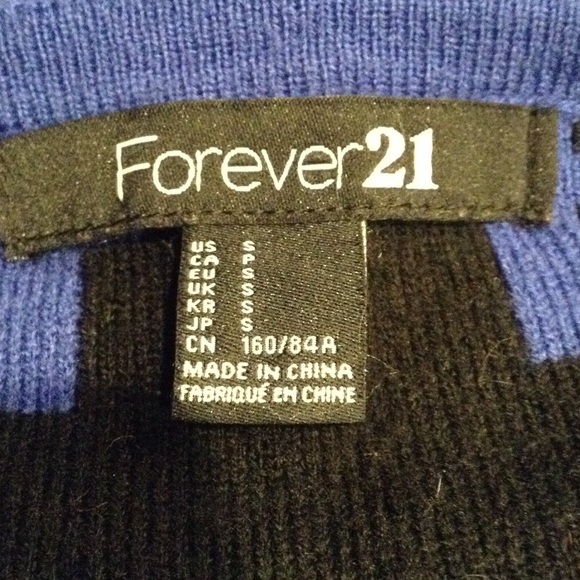 Forever21
US S
CA P
EU S
UK S
KR S
JP S
CN 160/84A
MADE IN CHINA
FABRIQUÉ EN CHINE